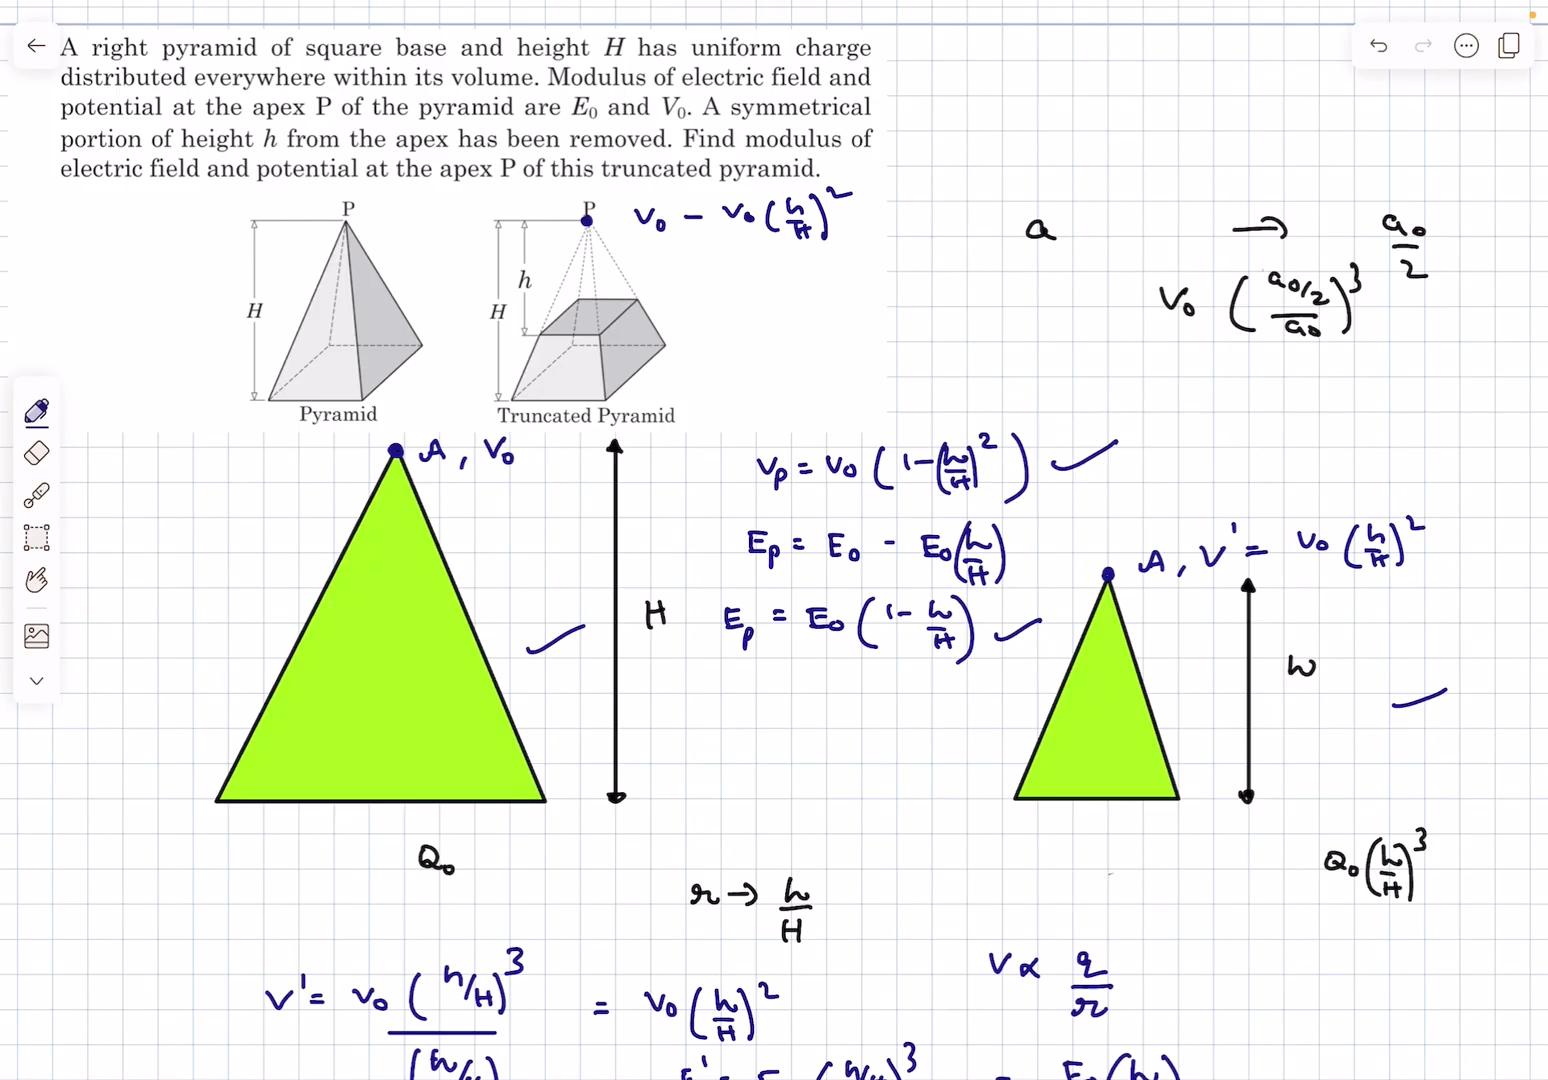 A right pyramid of square base and height H has uniform charge
distributed everywhere within its volume. Modulus of electric field and
potential at the apex P of the pyramid are E₀ and V₀. A symmetrical
portion of height h from the apex has been removed. Find modulus of
electric field and potential at the apex P of this truncated pyramid.
P
H
Pyramid
P
h
H
Truncated Pyramid
V₀ - V₀(h/H)²
a → a₀/2
V₀ ((a₀/2)/a₀)³
A, V₀
H
Vp = V₀ (1-(h/H)²)
Ep = E₀ - E₀(h/H)
Ep = E₀ (1 - h/H)
A, V' = V₀ (h/H)²
h
Q₀
Q₀(h/H)³
r → h/H
V ∝ q/r
V' = V₀ (h/H)³ / (h/H) = V₀ (h/H)²